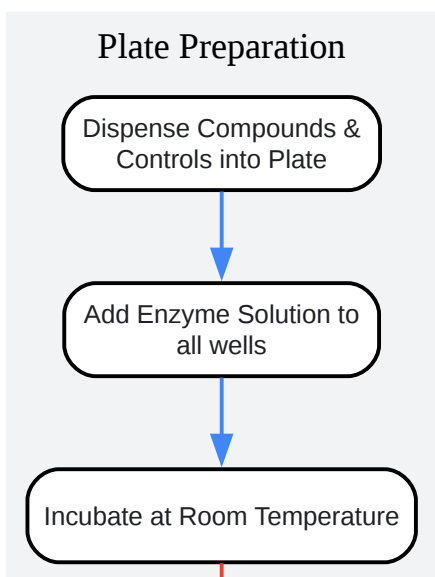 Plate Preparation
Dispense Compounds &
Controls into Plate
Add Enzyme Solution to
all wells
Incubate at Room Temperature